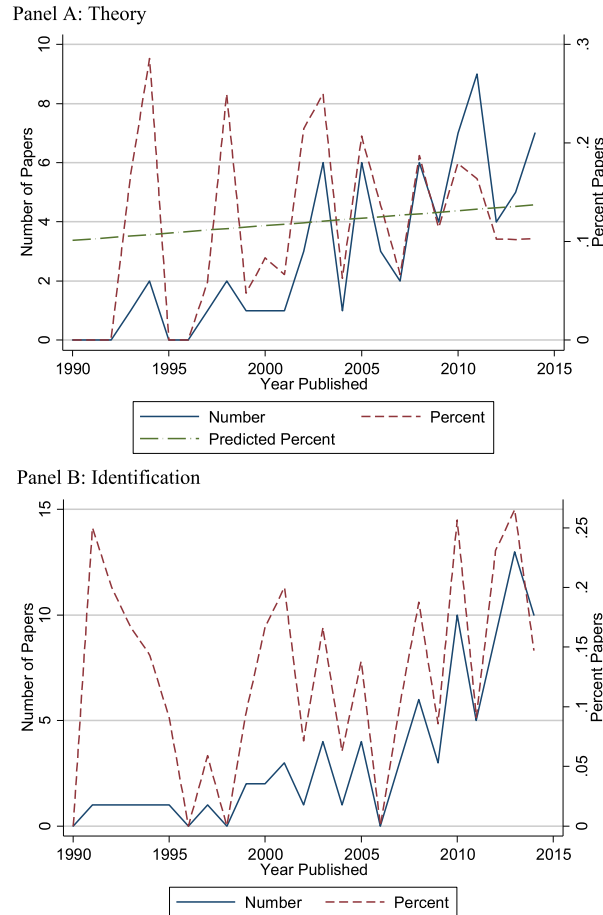 Panel A: Theory
10
8
6
4
2
0
Number of Papers
.3
.2
.1
0
Percent Papers
1990 1995 2000 2005 2010 2015
Year Published
Number Percent
Predicted Percent
Panel B: Identification
15
10
5
0
Number of Papers
.25
.2
.15
.1
.05
0
Percent Papers
1990 1995 2000 2005 2010 2015
Year Published
Number Percent